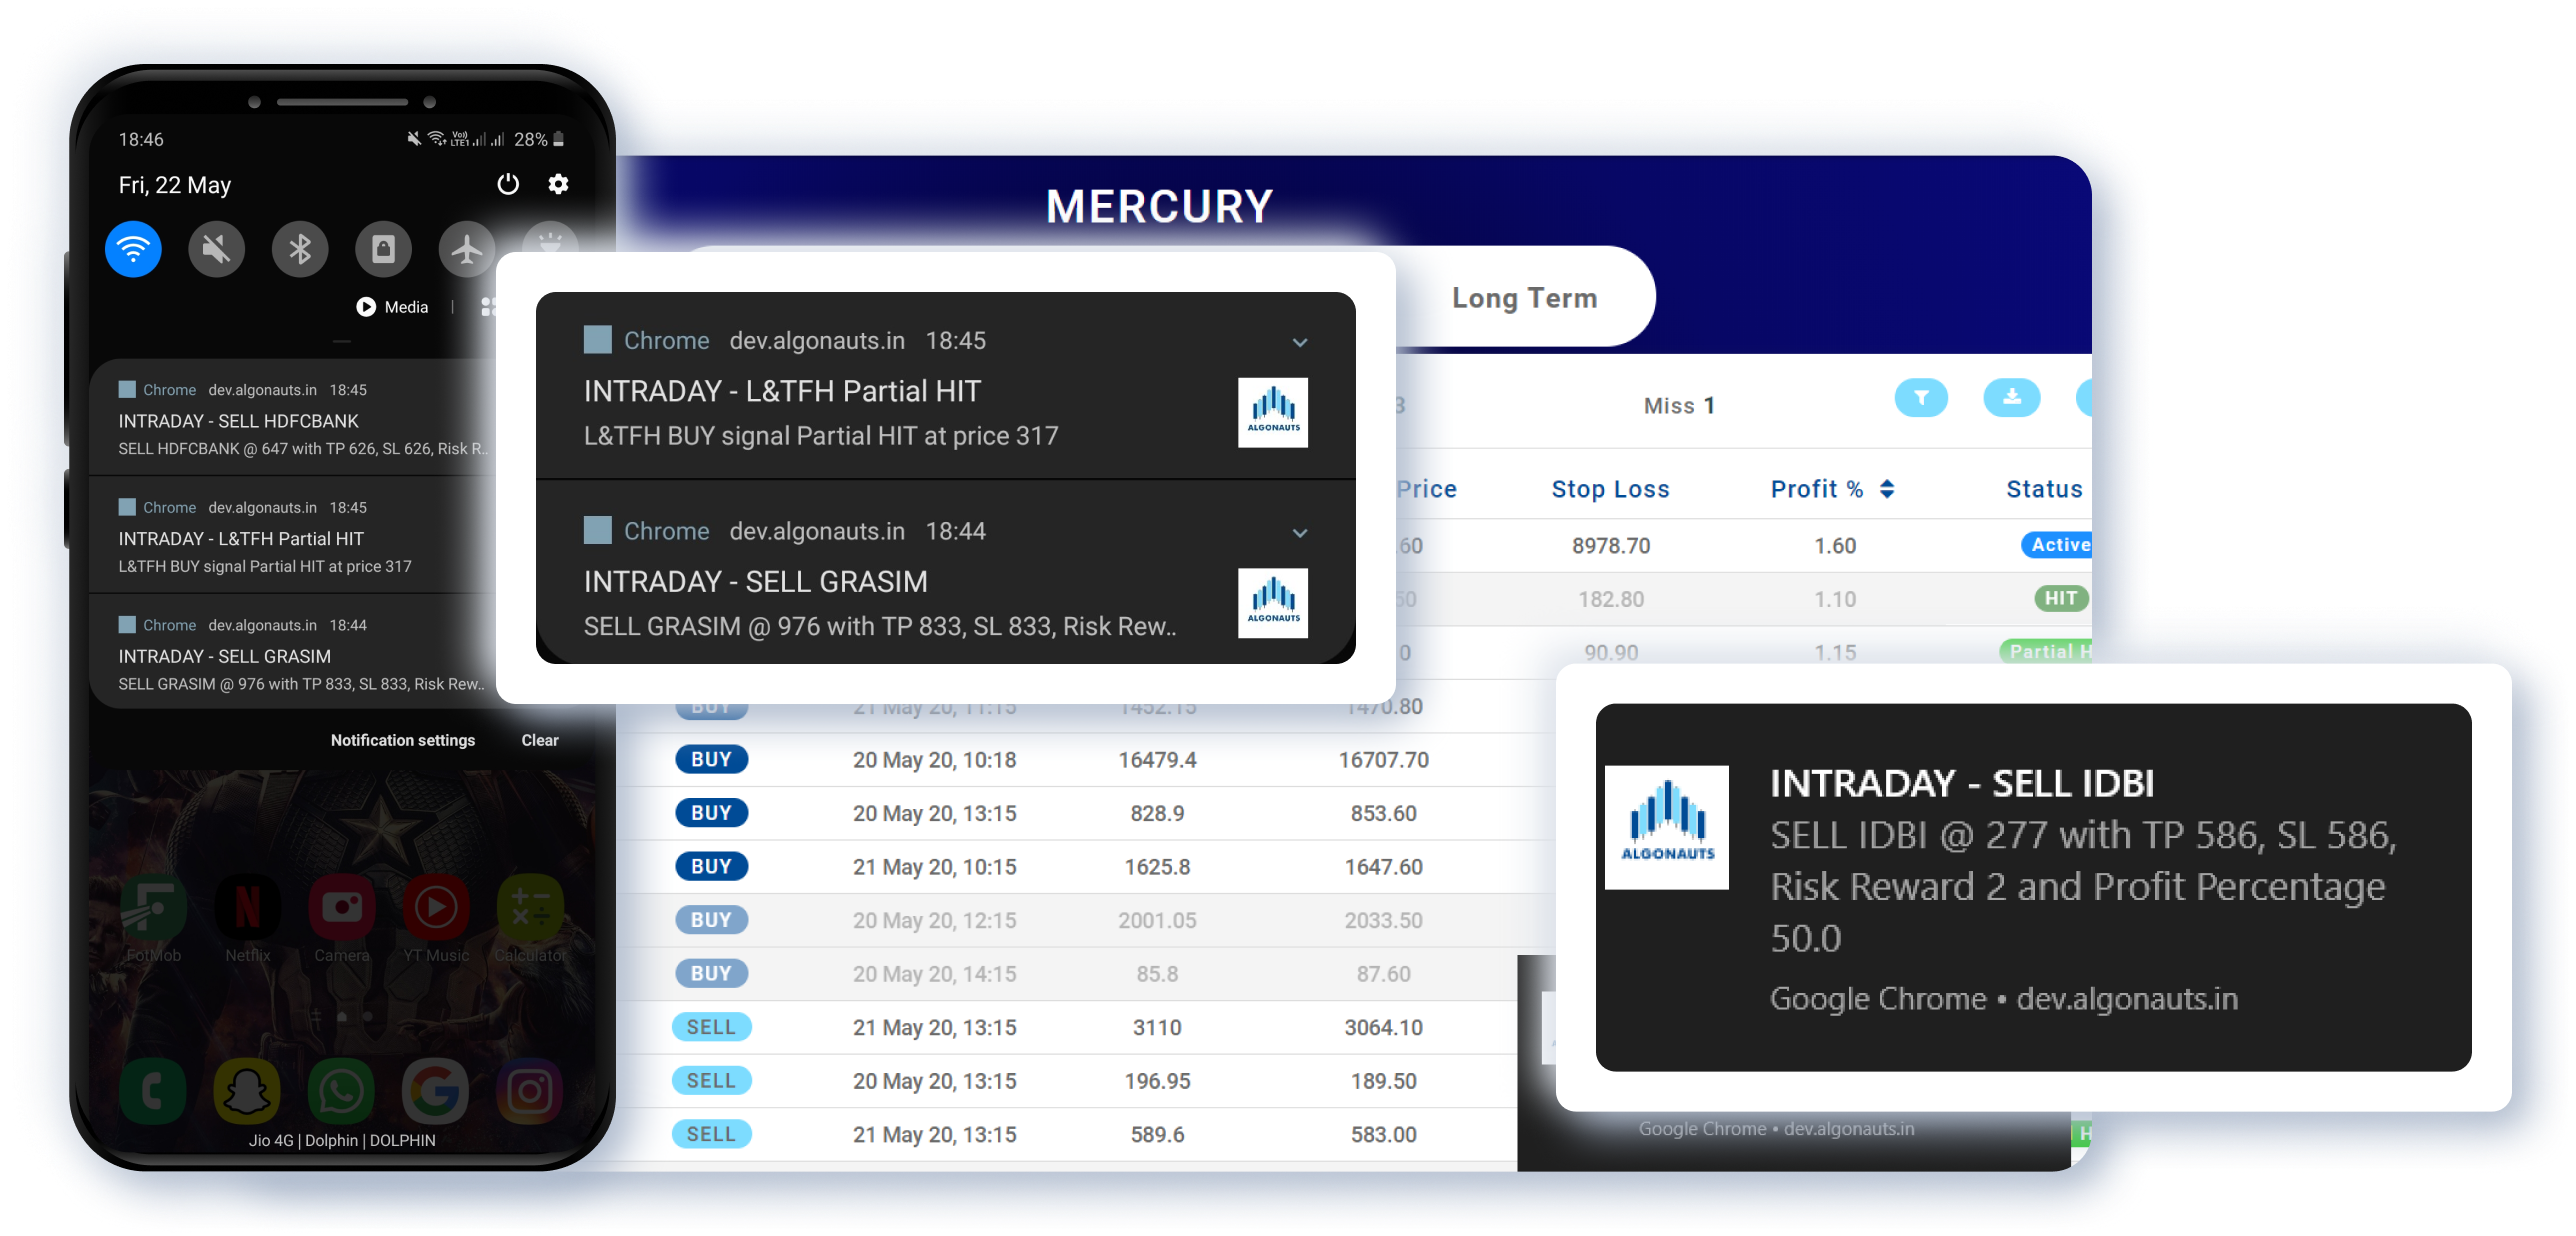 18:46
Vo))
LTE1
28%
Fri, 22 May
Media
|
Chrome dev.algonauts.in 18:45
INTRADAY - SELL HDFCBANK
SELL HDFCBANK @ 647 with TP 626, SL 626, Risk R..
Chrome dev.algonauts.in 18:45
INTRADAY - L&TFH Partial HIT
L&TFH BUY signal Partial HIT at price 317
Chrome dev.algonauts.in 18:44
INTRADAY - SELL GRASIM
SELL GRASIM @ 976 with TP 833, SL 833, Risk Rew..
Notification settings Clear
FotMob Netflix Camera YT Music Calculator
Jio 4G | Dolphin | DOLPHIN
Chrome dev.algonauts.in 18:45
INTRADAY - L&TFH Partial HIT
L&TFH BUY signal Partial HIT at price 317
ALGONAUTS
Chrome dev.algonauts.in 18:44
INTRADAY - SELL GRASIM
SELL GRASIM @ 976 with TP 833, SL 833, Risk Rew..
ALGONAUTS
MERCURY
Long Term
3 Miss 1
Price Stop Loss Profit % Status
.60 8978.70 1.60 Active
50 182.80 1.10 HIT
0 90.90 1.15 Partial H
BUY 21 May 20, 11:15 1452.15 1470.80
BUY 20 May 20, 10:18 16479.4 16707.70
BUY 20 May 20, 13:15 828.9 853.60
BUY 21 May 20, 10:15 1625.8 1647.60
BUY 20 May 20, 12:15 2001.05 2033.50
BUY 20 May 20, 14:15 85.8 87.60
SELL 21 May 20, 13:15 3110 3064.10
SELL 20 May 20, 13:15 196.95 189.50
SELL 21 May 20, 13:15 589.6 583.00
H
Google Chrome • dev.algonauts.in
ALGONAUTS
INTRADAY - SELL IDBI
SELL IDBI @ 277 with TP 586, SL 586,
Risk Reward 2 and Profit Percentage
50.0
Google Chrome • dev.algonauts.in